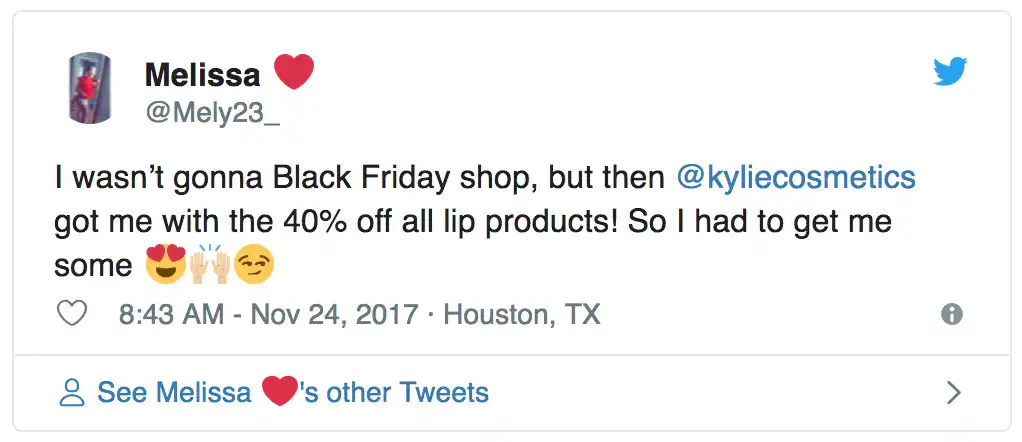 Melissa ❤️
@Mely23_
I wasn’t gonna Black Friday shop, but then @kyliecosmetics
got me with the 40% off all lip products! So I had to get me
some 😍🙌🏼😏
8:43 AM - Nov 24, 2017 · Houston, TX
See Melissa ❤️'s other Tweets